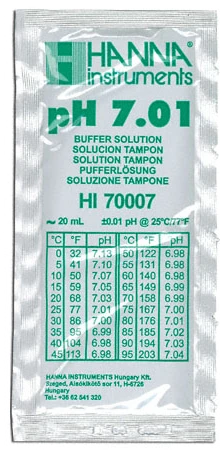 HANNA
instruments
pH 7.01
BUFFER SOLUTION
SOLUCION TAMPON
SOLUTION TAMPON
PUFFERLÖSUNG
SOLUZIONE TAMPONE
HI 70007
~ 20 mL ±0.01 pH @ 25°C/77°F
°C °F pH °C °F pH
0 32 7.13 50 122 6.98
5 41 7.10 55 131 6.98
10 50 7.07 60 140 6.98
15 59 7.05 65 149 6.99
20 68 7.03 70 158 6.99
25 77 7.01 75 167 7.00
30 86 7.00 80 176 7.01
35 95 6.99 85 185 7.02
40 104 6.98 90 194 7.03
45 113 6.98 95 203 7.04
HANNA INSTRUMENTS Hungary Kft.
Szeged, Alsókikötő sor 11, H-6726
Hungary
Tel.: +36 62 541 320